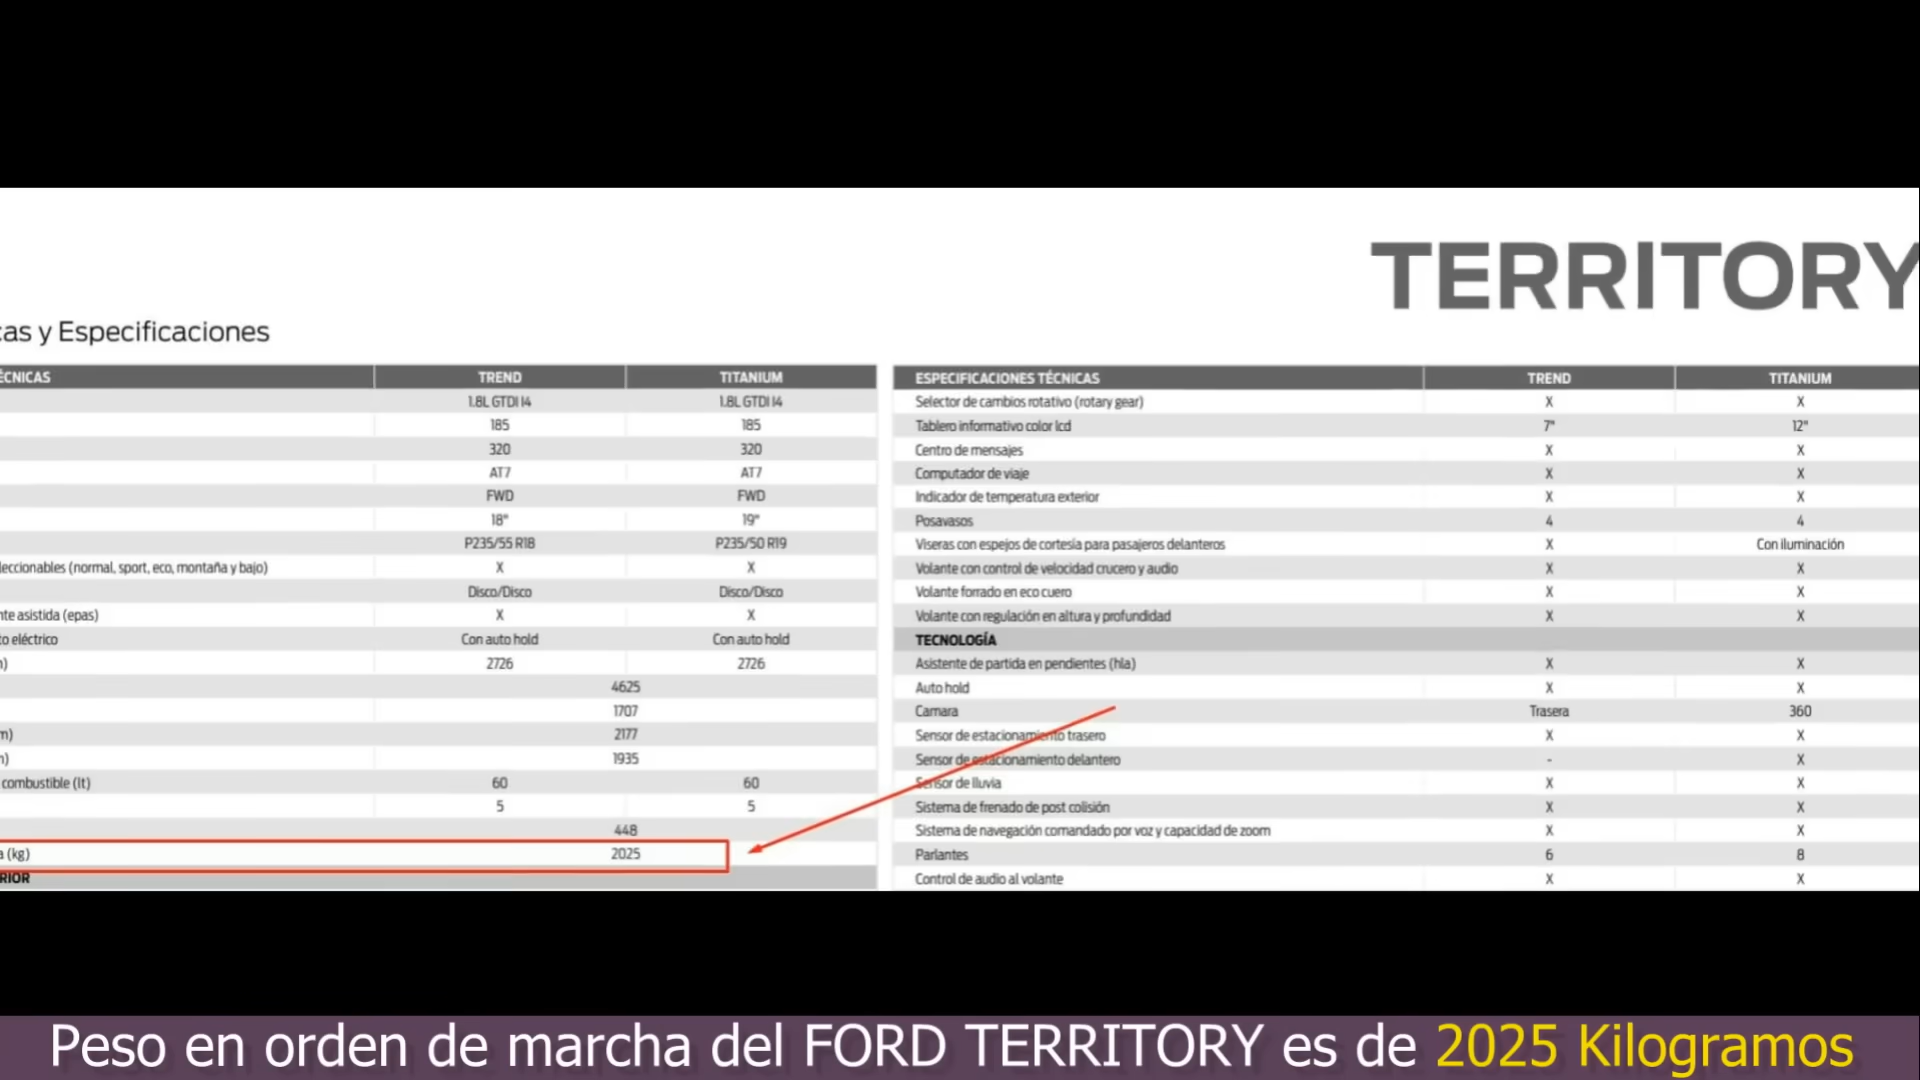 TERRITORY
cas y Especificaciones
ÉCNICAS TREND TITANIUM
1.8L GTDI I4 1.8L GTDI I4
185 185
320 320
AT7 AT7
FWD FWD
18" 19"
P235/55 R18 P235/50 R19
leccionables (normal, sport, eco, montaña y bajo) X X
Disco/Disco Disco/Disco
nte asistida (epas) X X
to eléctrico Con auto hold Con auto hold
n) 2726 2726
4625
1707
m) 2177
n) 1935
combustible (lt) 60 60
5 5
448
a (kg) 2025
RIOR
ESPECIFICACIONES TÉCNICAS TREND TITANIUM
Selector de cambios rotativo (rotary gear) X X
Tablero informativo color lcd 7" 12"
Centro de mensajes X X
Computador de viaje X X
Indicador de temperatura exterior X X
Posavasos 4 4
Viseras con espejos de cortesía para pasajeros delanteros X Con iluminación
Volante con control de velocidad crucero y audio X X
Volante forrado en eco cuero X X
Volante con regulación en altura y profundidad X X
TECNOLOGÍA
Asistente de partida en pendientes (hla) X X
Auto hold X X
Camara Trasera 360
Sensor de estacionamiento trasero X X
Sensor de estacionamiento delantero - X
Sensor de lluvia X X
Sistema de frenado de post colisión X X
Sistema de navegación comandado por voz y capacidad de zoom X X
Parlantes 6 8
Control de audio al volante X X
Peso en orden de marcha del FORD TERRITORY es de 2025 Kilogramos